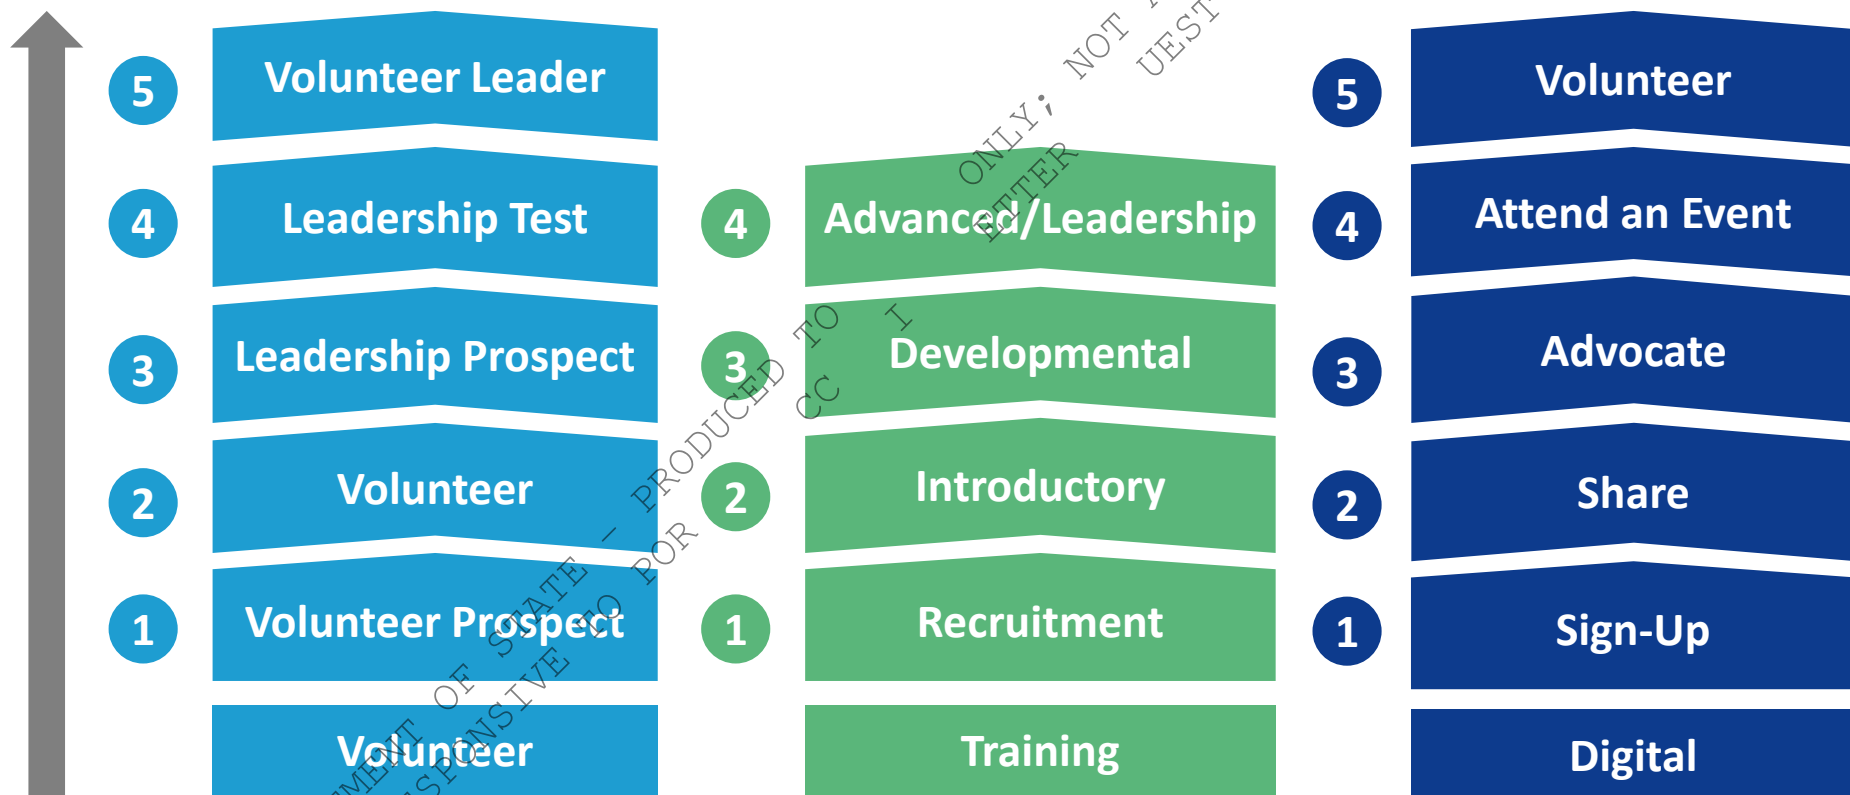 5
Volunteer Leader
4
Leadership Test
3
Leadership Prospect
2
Volunteer
1
Volunteer Prospect
Volunteer
4
Advanced/Leadership
3
Developmental
2
Introductory
1
Recruitment
Training
5
Volunteer
4
Attend an Event
3
Advocate
2
Share
1
Sign-Up
Digital
OF STATE – PRODUCED TO
ONLY; NOT
TO POR